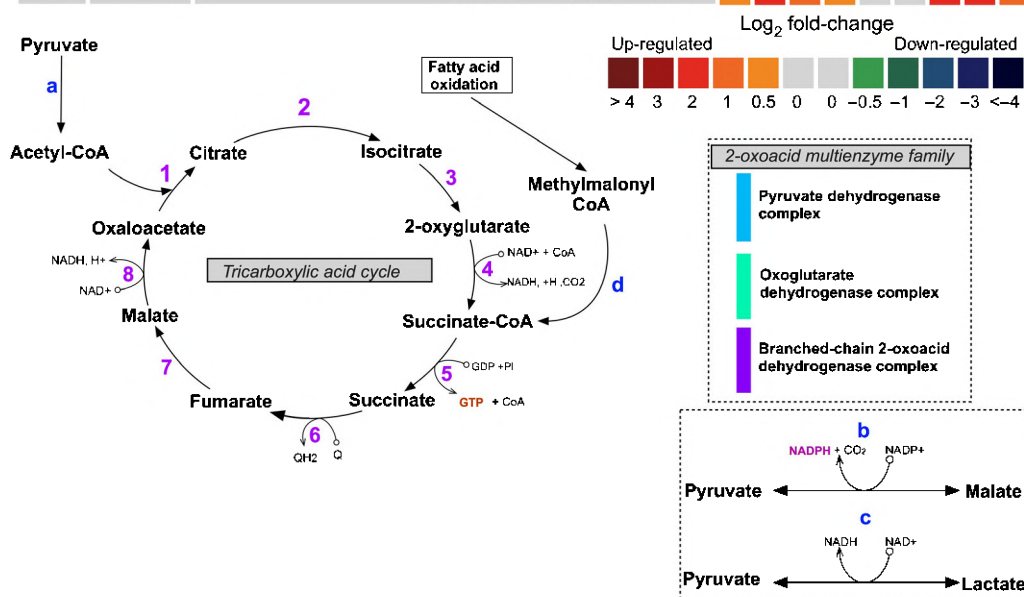 Log2 fold-change
Up-regulated
Down-regulated
> 4 3 2 1 0.5 0 0 −0.5 −1 −2 −3 <−4
Pyruvate
a
Acetyl-CoA
Fatty acid
oxidation
Citrate
2
Isocitrate
1
3
Methylmalonyl
CoA
Oxaloacetate
2-oxyglutarate
NADH, H+
8
NAD+
Tricarboxylic acid cycle
NAD+ + CoA
4
NADH, +H ,CO2
d
Malate
Succinate-CoA
7
5
GDP +PI
GTP + CoA
Fumarate
Succinate
6
QH2
Q
2-oxoacid multienzyme family
Pyruvate dehydrogenase
complex
Oxoglutarate
dehydrogenase complex
Branched-chain 2-oxoacid
dehydrogenase complex
b
NADPH + CO2
NADP+
Pyruvate
Malate
c
NADH
NAD+
Pyruvate
Lactate